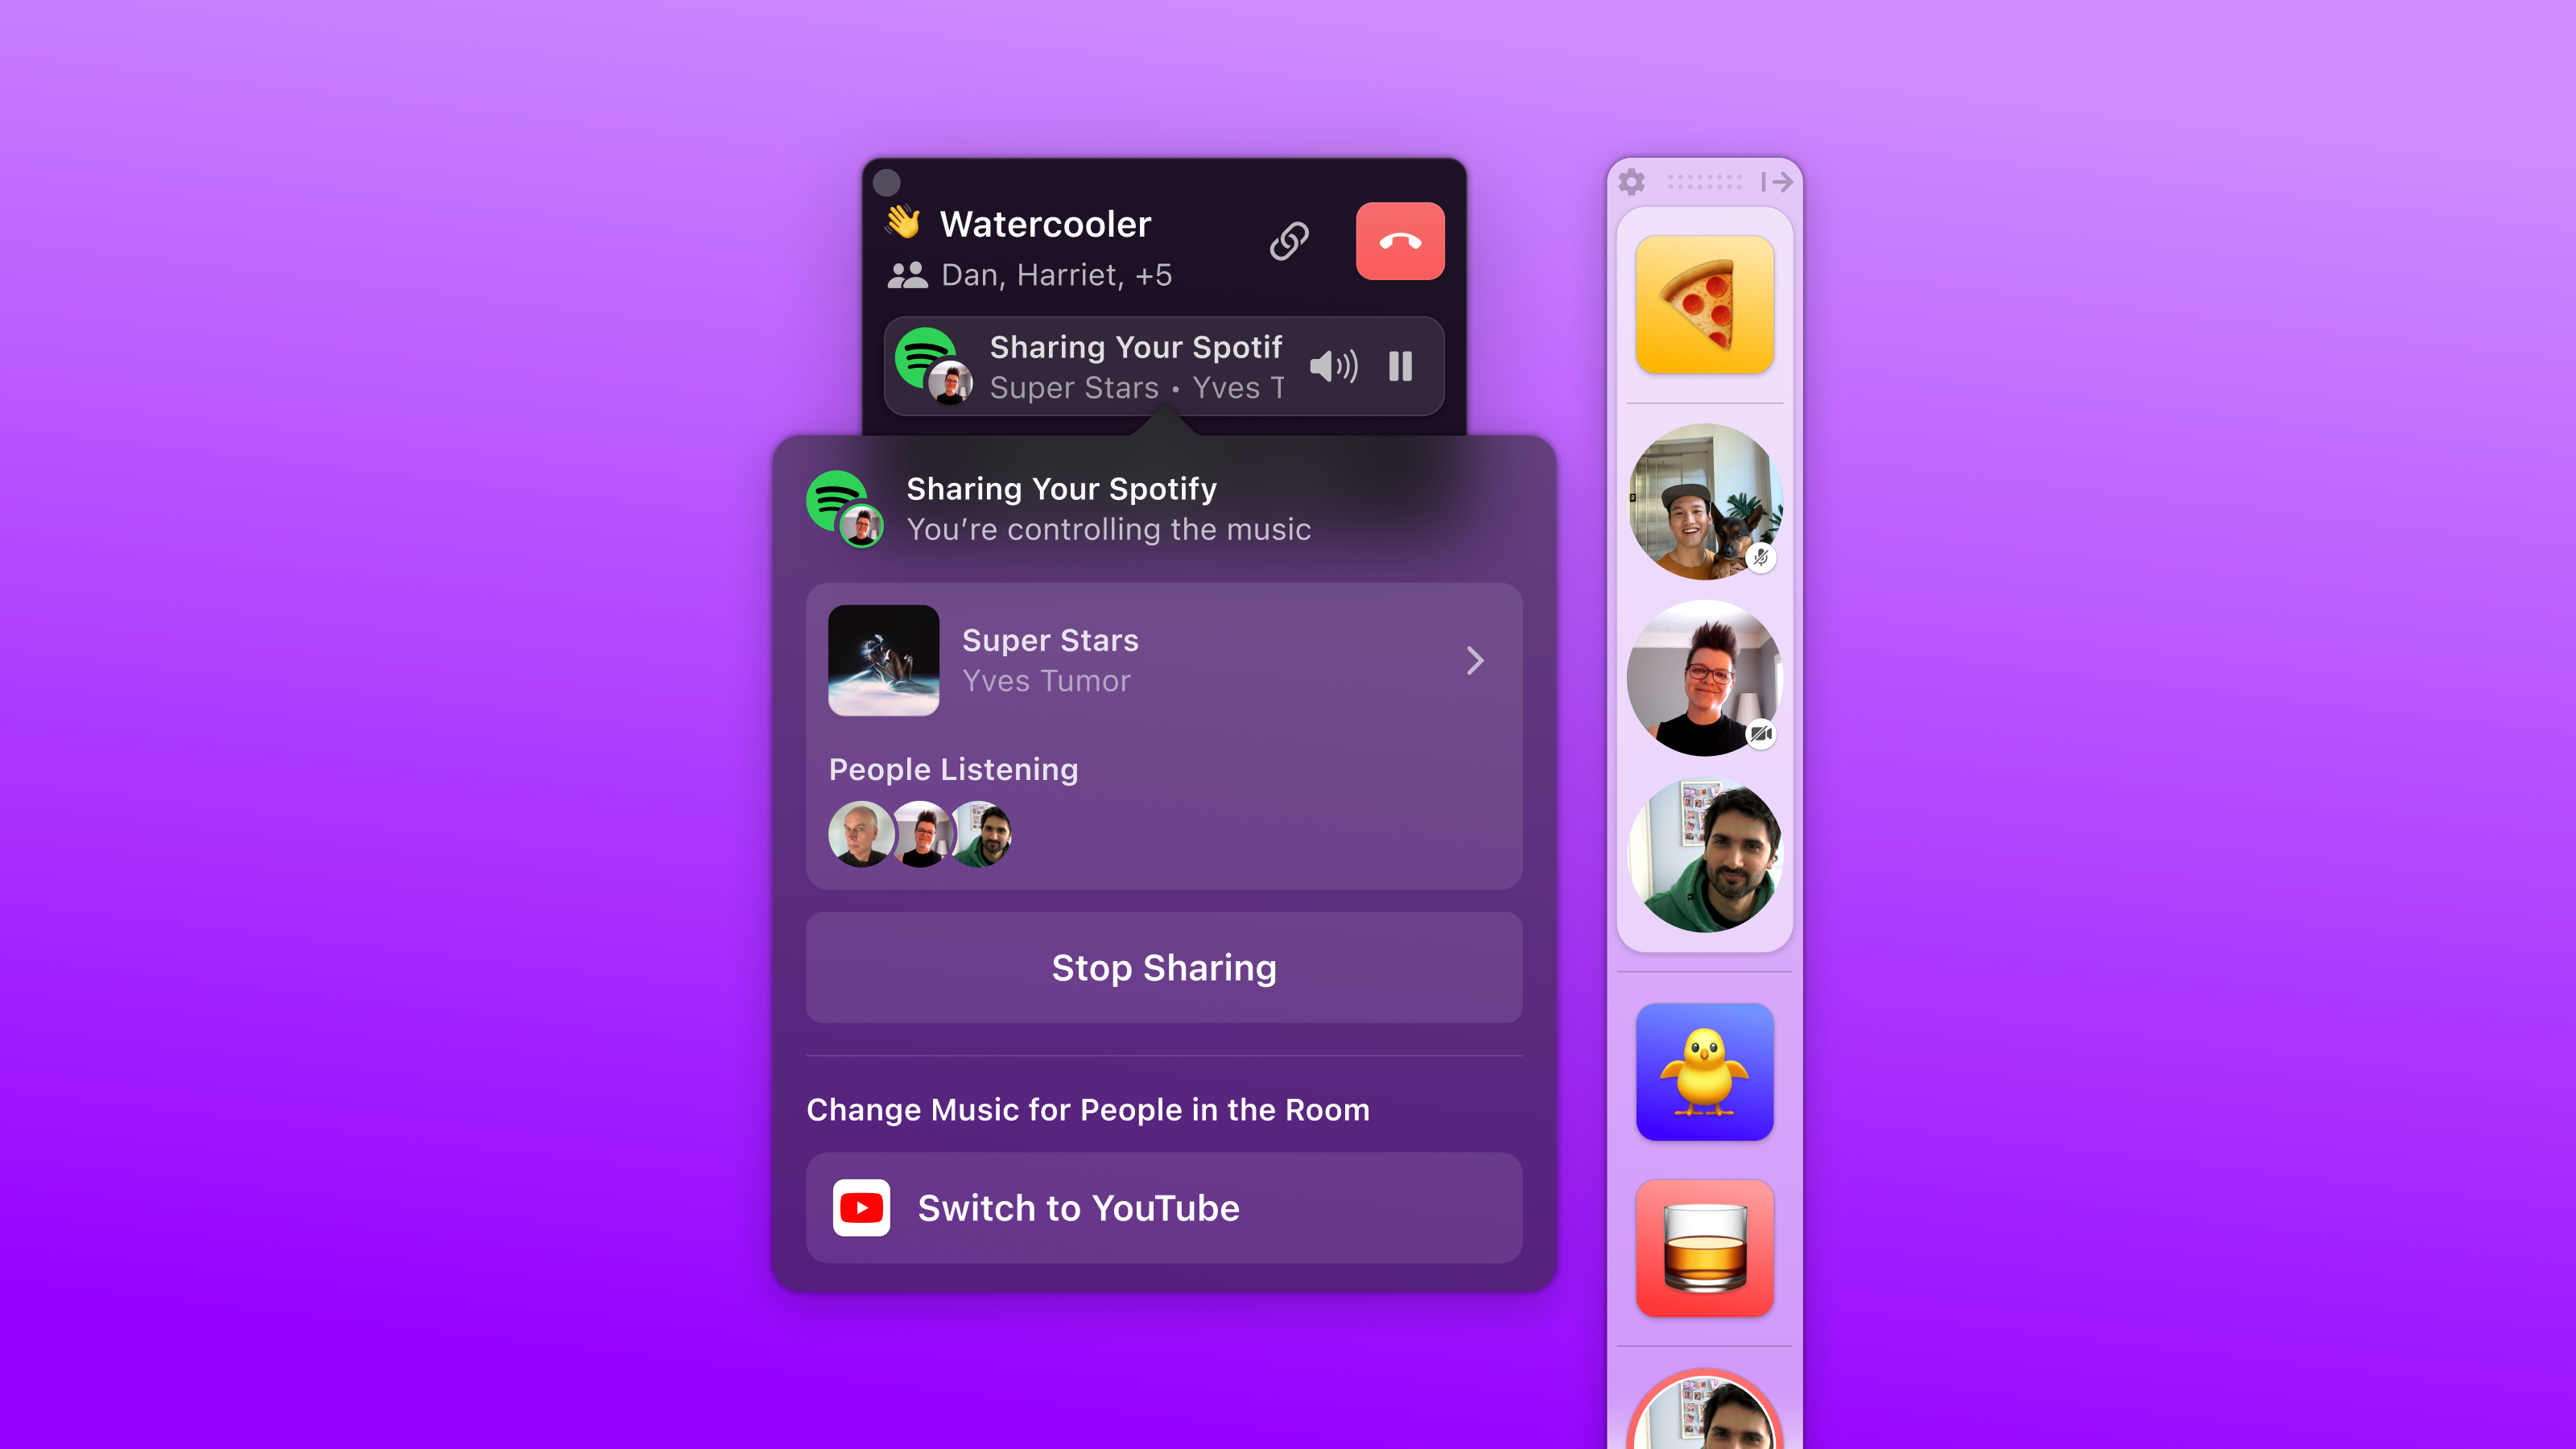 Watercooler
Dan, Harriet, +5
Sharing Your Spotif
Super Stars • Yves T
Sharing Your Spotify
You’re controlling the music
Super Stars
Yves Tumor
People Listening
Stop Sharing
Change Music for People in the Room
Switch to YouTube